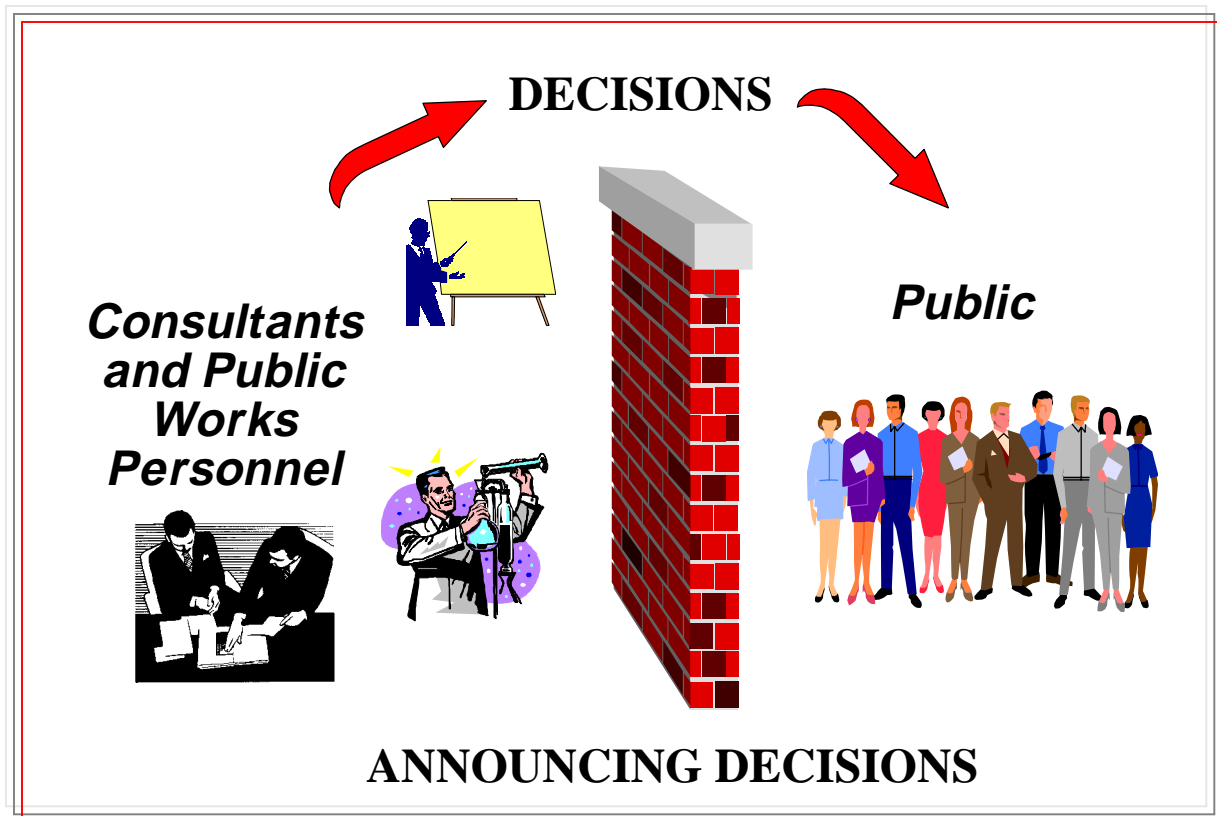 DECISIONS
Consultants
and Public
Works
Personnel
Public
ANNOUNCING DECISIONS